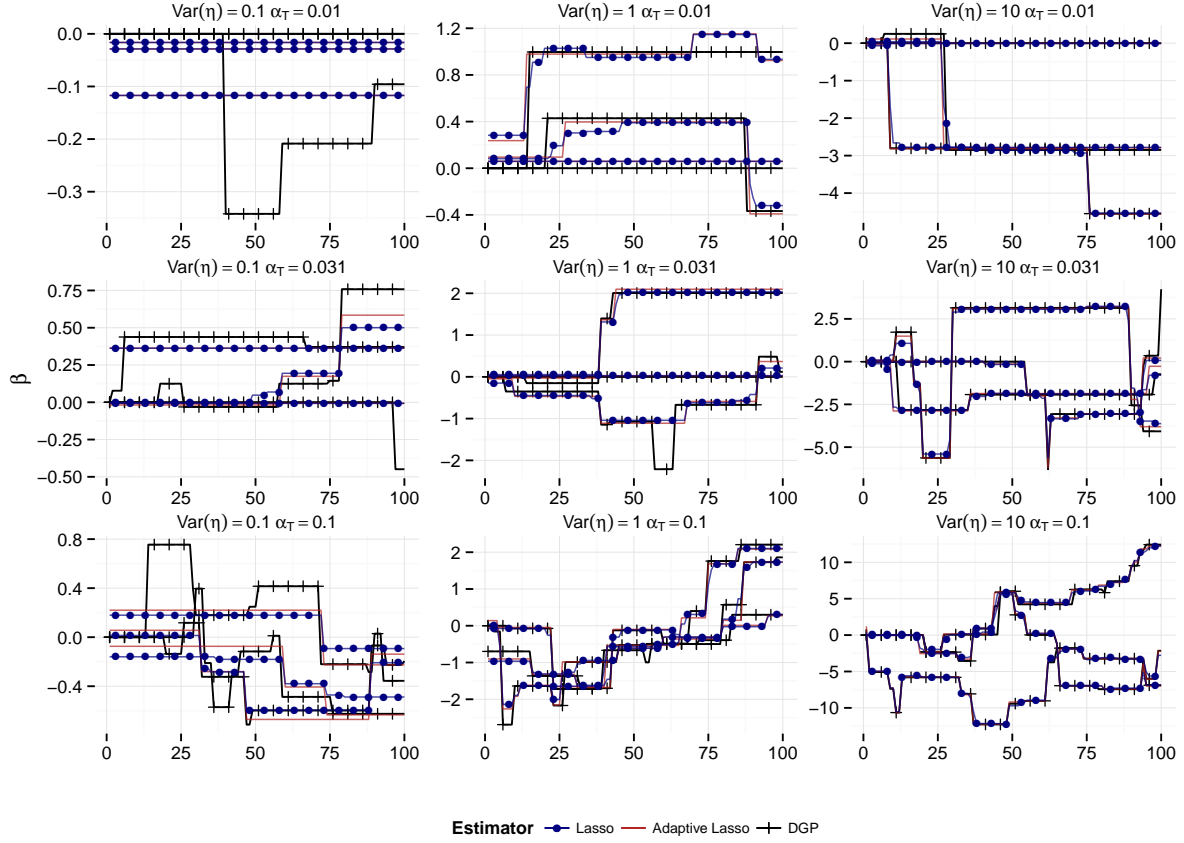 Var(η) = 0.1 α_T = 0.01
Var(η) = 1 α_T = 0.01
Var(η) = 10 α_T = 0.01
0.0
−0.1
−0.2
−0.3
0 25 50 75 100
1.2
0.8
0.4
0.0
−0.4
0 25 50 75 100
0
−1
−2
−3
−4
0 25 50 75 100
Var(η) = 0.1 α_T = 0.031
Var(η) = 1 α_T = 0.031
Var(η) = 10 α_T = 0.031
β
0.75
0.50
0.25
0.00
−0.25
−0.50
0 25 50 75 100
2
1
0
−1
−2
0 25 50 75 100
2.5
0.0
−2.5
−5.0
0 25 50 75 100
Var(η) = 0.1 α_T = 0.1
Var(η) = 1 α_T = 0.1
Var(η) = 10 α_T = 0.1
0.8
0.4
0.0
−0.4
0 25 50 75 100
2
1
0
−1
−2
0 25 50 75 100
10
5
0
−5
−10
0 25 50 75 100
Estimator Lasso Adaptive Lasso DGP